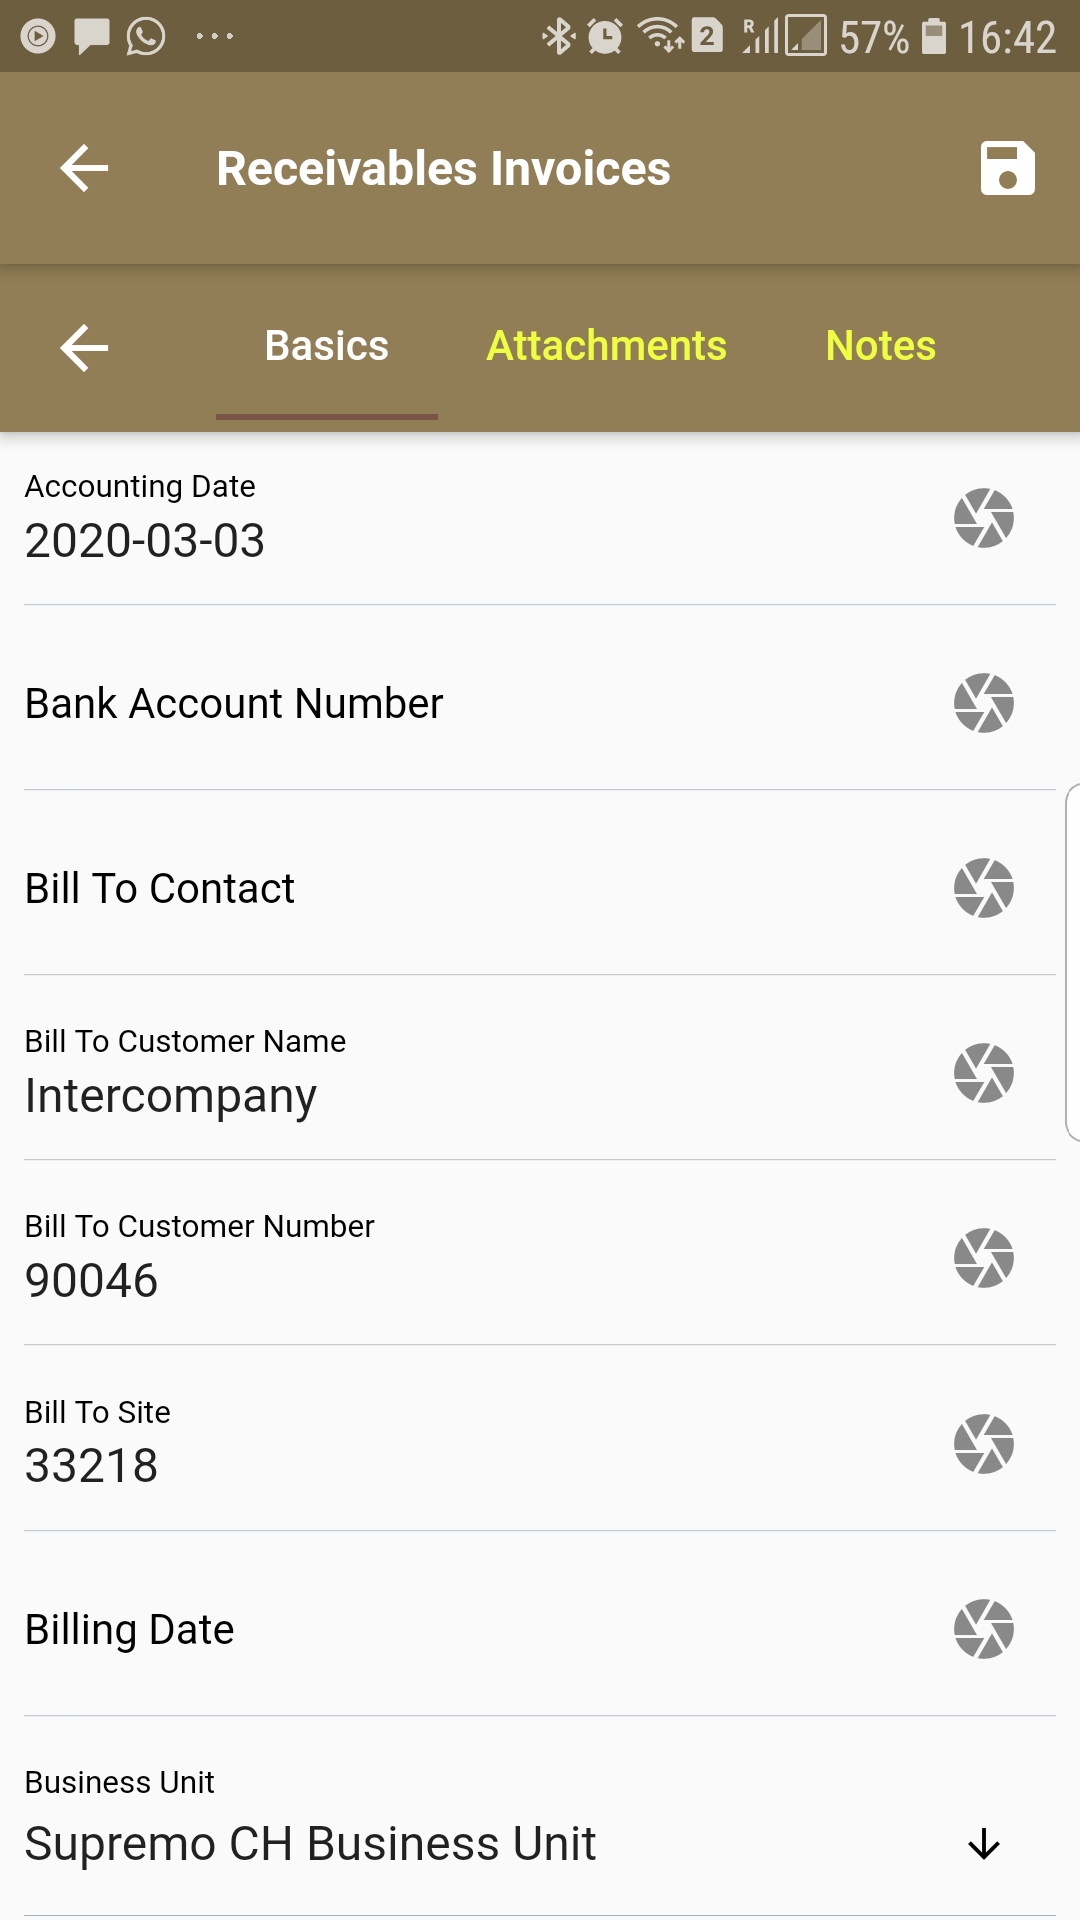 2 R 57% 16:42
Receivables Invoices
Basics Attachments Notes
Accounting Date
2020-03-03
Bank Account Number
Bill To Contact
Bill To Customer Name
Intercompany
Bill To Customer Number
90046
Bill To Site
33218
Billing Date
Business Unit
Supremo CH Business Unit